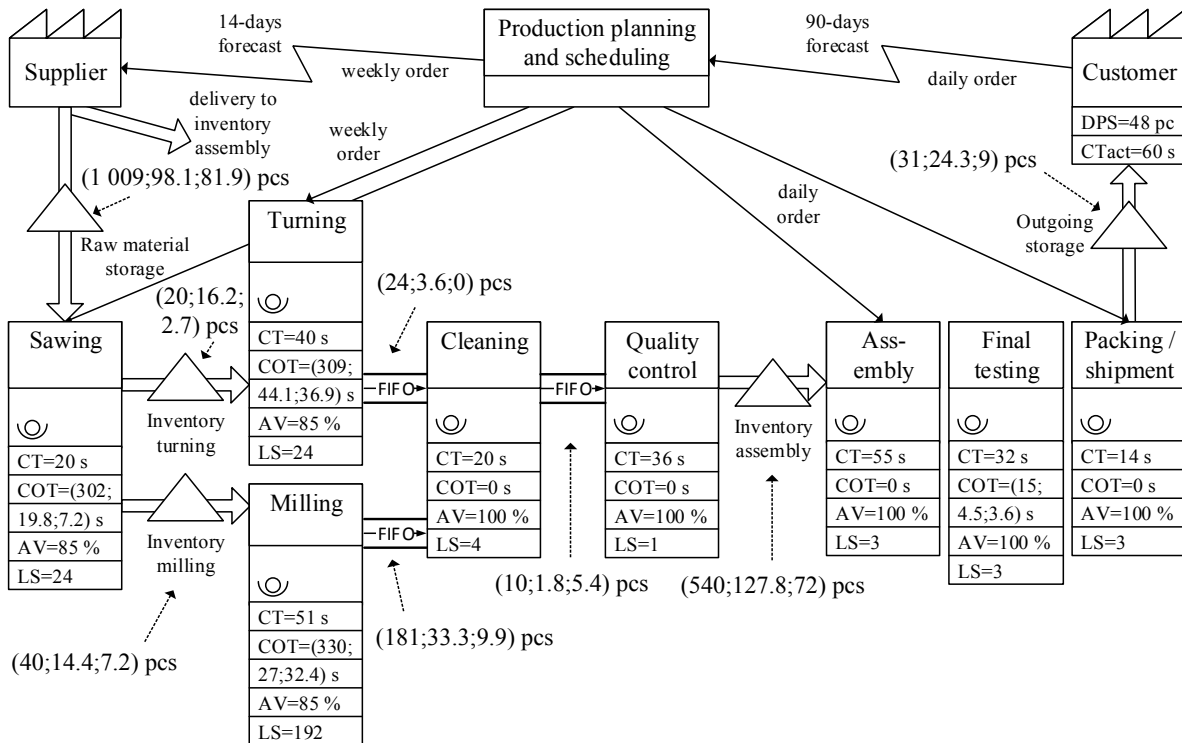 14-days
forecast
Supplier
weekly order
Production planning
and scheduling
90-days
forecast
daily order
Customer
DPS=48 pc
CTact=60 s
delivery to
inventory
assembly
weekly
order
daily
order
(1 009;98.1;81.9) pcs
Raw material
storage
(31;24.3;9) pcs
Outgoing
storage
Sawing
CT=20 s
COT=(302;
19.8;7.2) s
AV=85 %
LS=24
(20;16.2;
2.7) pcs
Inventory
turning
Inventory
milling
(40;14.4;7.2) pcs
Turning
CT=40 s
COT=(309;
44.1;36.9) s
AV=85 %
LS=24
Milling
CT=51 s
COT=(330;
27;32.4) s
AV=85 %
LS=192
(24;3.6;0) pcs
FIFO
FIFO
(181;33.3;9.9) pcs
Cleaning
CT=20 s
COT=0 s
AV=100 %
LS=4
FIFO
(10;1.8;5.4) pcs
Quality
control
CT=36 s
COT=0 s
AV=100 %
LS=1
Inventory
assembly
(540;127.8;72) pcs
Ass-
embly
CT=55 s
COT=0 s
AV=100 %
LS=3
Final
testing
CT=32 s
COT=(15;
4.5;3.6) s
AV=100 %
LS=3
Packing /
shipment
CT=14 s
COT=0 s
AV=100 %
LS=3